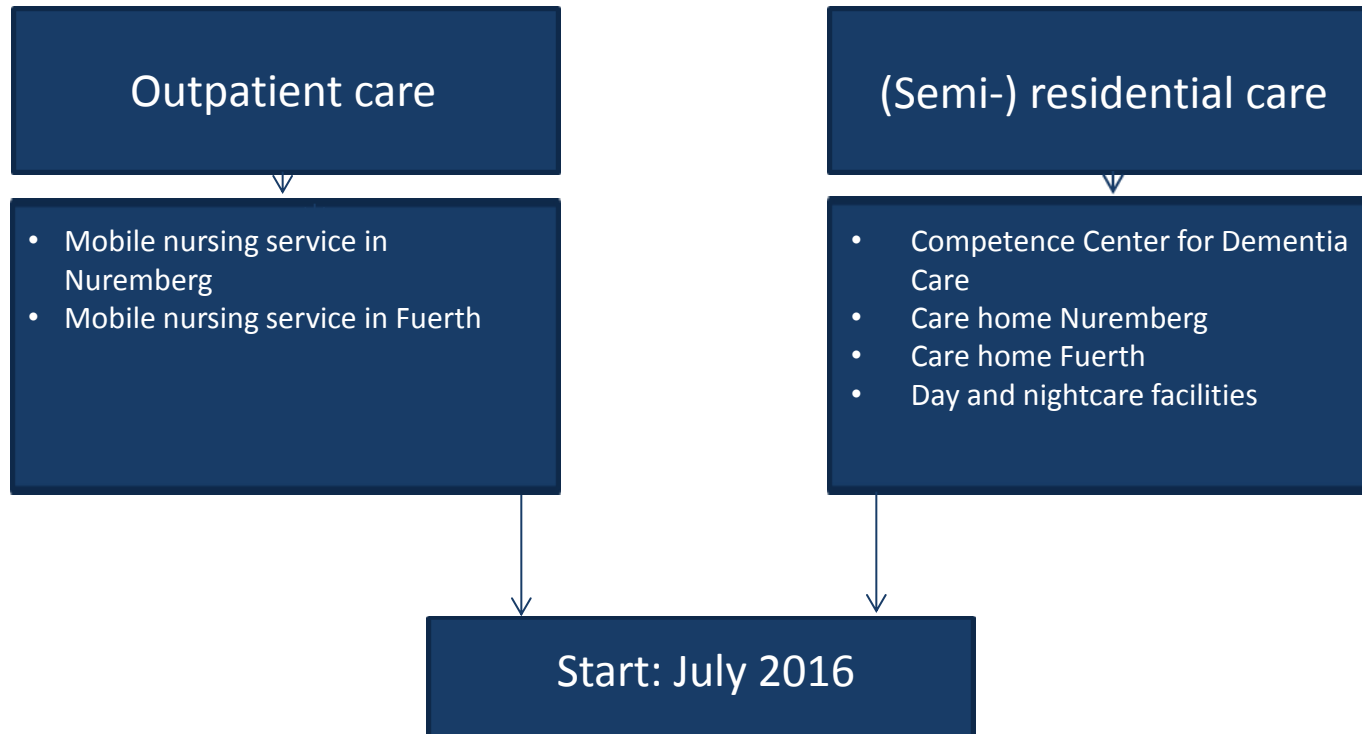 Outpatient care
(Semi-) residential care
• Mobile nursing service in
Nuremberg
• Mobile nursing service in Fuerth
• Competence Center for Dementia
Care
• Care home Nuremberg
• Care home Fuerth
• Day and nightcare facilities
Start: July 2016